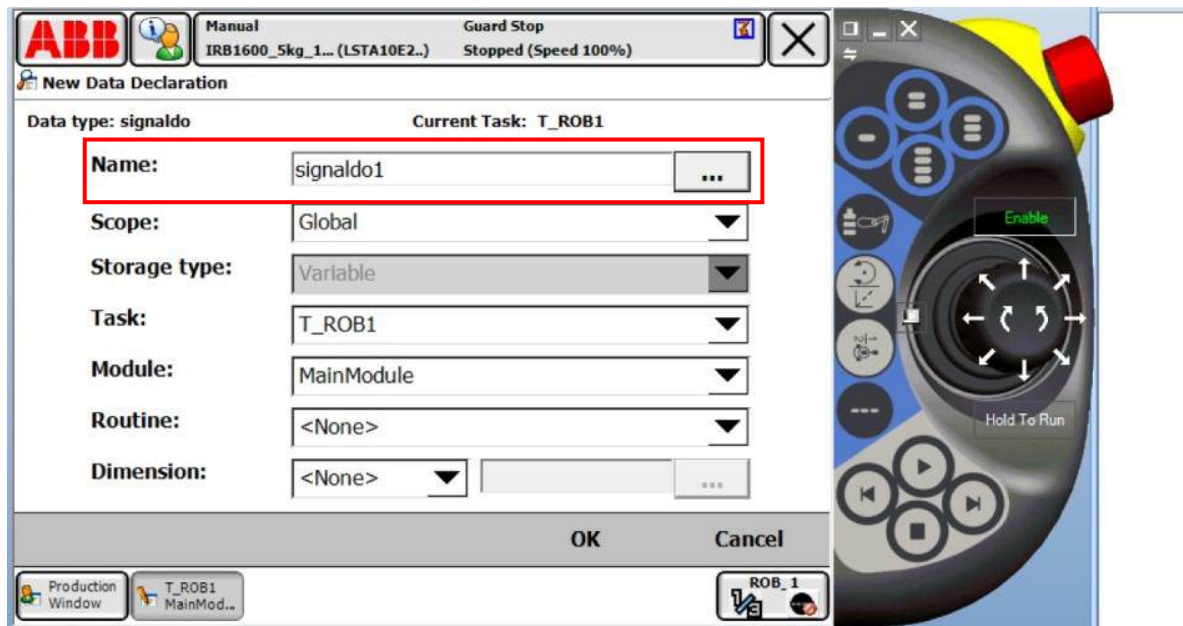 ABB Manual Guard Stop
IRB1600_5kg_1... (LSTA10E2..) Stopped (Speed 100%)
New Data Declaration
Data type: signaldo Current Task: T_ROB1
Name: signaldo1 ...
Scope: Global
Storage type: Variable
Task: T_ROB1
Module: MainModule
Routine: <None>
Dimension: <None> ...
OK Cancel
Production Window
T_ROB1
MainMod...
ROB_1
1/3
Enable
Hold To Run